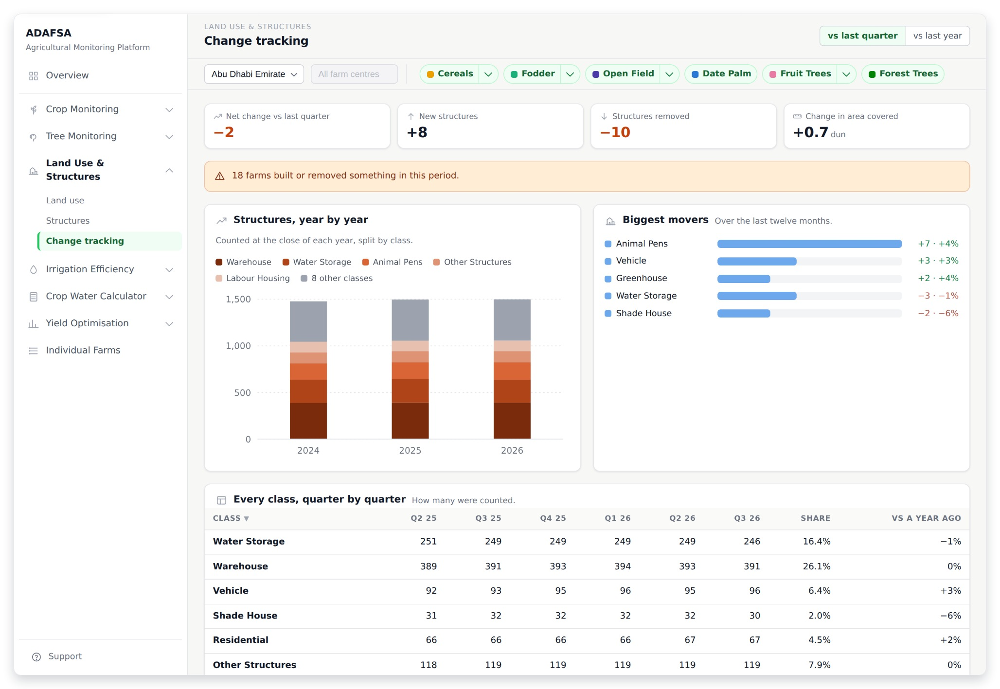 ADAFSA
Agricultural Monitoring Platform
Overview
Crop Monitoring
Tree Monitoring
Land Use &
Structures
Land use
Structures
Change tracking
Irrigation Efficiency
Crop Water Calculator
Yield Optimisation
Individual Farms
Support
LAND USE & STRUCTURES
Change tracking
vs last quarter vs last year
Abu Dhabi Emirate All farm centres Cereals Fodder Open Field Date Palm Fruit Trees Forest Trees
Net change vs last quarter
−2
New structures
+8
Structures removed
−10
Change in area covered
+0.7 dun
18 farms built or removed something in this period.
Structures, year by year
Counted at the close of each year, split by class.
Warehouse Water Storage Animal Pens Other Structures
Labour Housing 8 other classes
1,500
1,000
500
0
2024 2025 2026
Biggest movers Over the last twelve months.
Animal Pens +7 · +4%
Vehicle +3 · +3%
Greenhouse +2 · +4%
Water Storage −3 · −1%
Shade House −2 · −6%
Every class, quarter by quarter How many were counted.
CLASS ▼ Q2 25 Q3 25 Q4 25 Q1 26 Q2 26 Q3 26 SHARE VS A YEAR AGO
Water Storage 251 249 249 249 249 246 16.4% −1%
Warehouse 389 391 393 394 393 391 26.1% 0%
Vehicle 92 93 95 96 95 96 6.4% +3%
Shade House 31 32 32 32 32 30 2.0% −6%
Residential 66 66 66 66 67 67 4.5% +2%
Other Structures 118 119 119 119 119 119 7.9% 0%